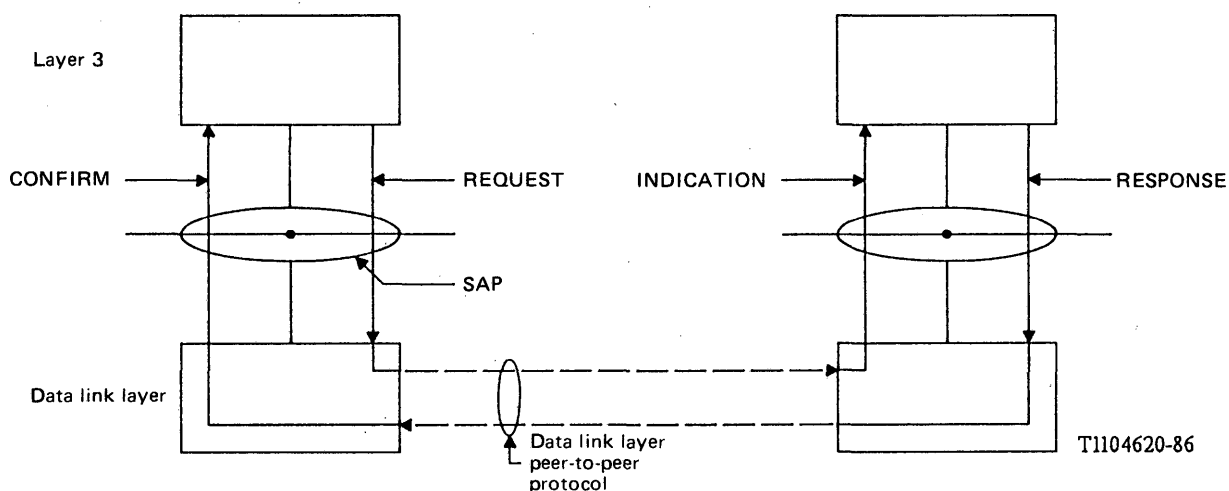 Layer 3
CONFIRM
REQUEST
INDICATION
RESPONSE
SAP
Data link layer
Data link layer
peer-to-peer
protocol
T1104620-86